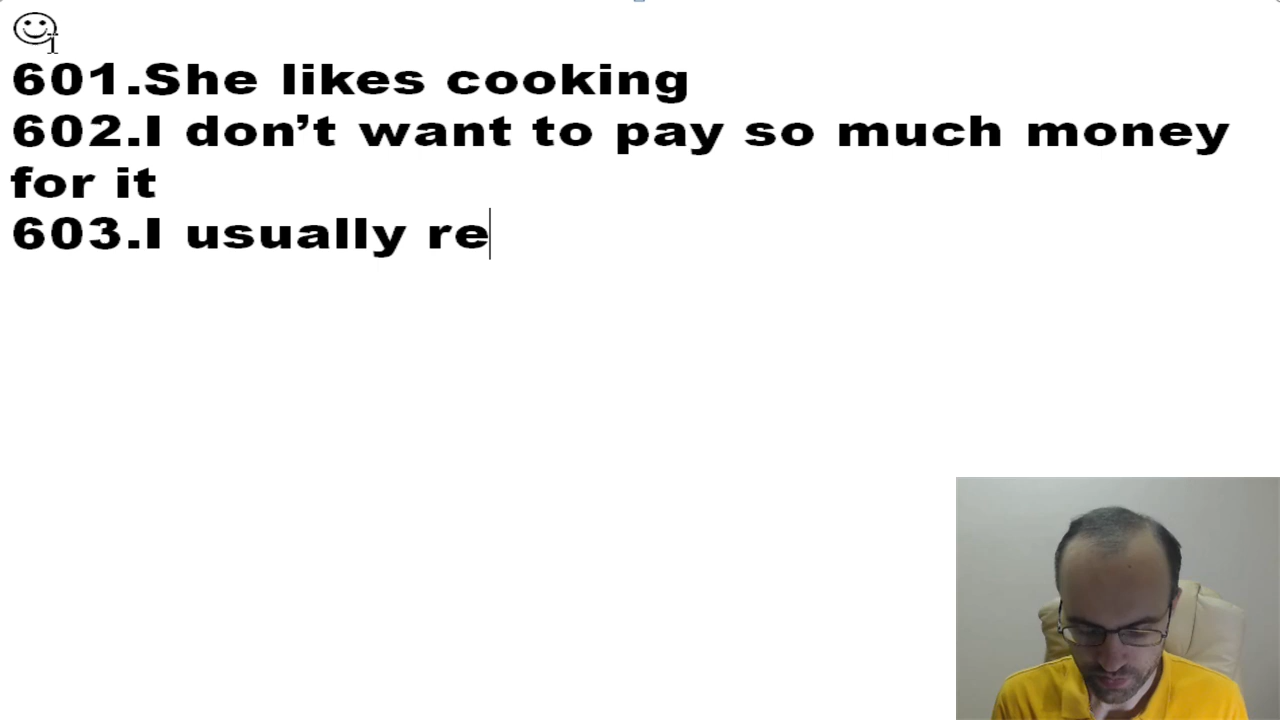 601.She likes cooking
602.I don’t want to pay so much money
for it
603.I usually re